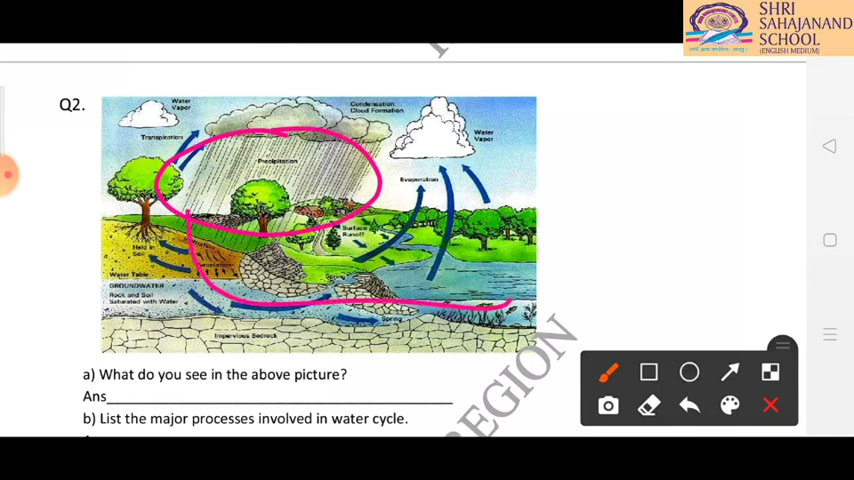 SHRI
SAHAJANAND
SCHOOL
(ENGLISH MEDIUM)
Q2.
Water
Vapor
Condensation
Cloud Formation
Transpiration
Precipitation
Water
Vapor
Evaporation
Surface
Runoff
Held in
Soil
Water Table
GROUNDWATER
Rock and Soil
Saturated with Water
Spring
Impervious Bedrock
a) What do you see in the above picture?
Ans
b) List the major processes involved in water cycle.
REGION